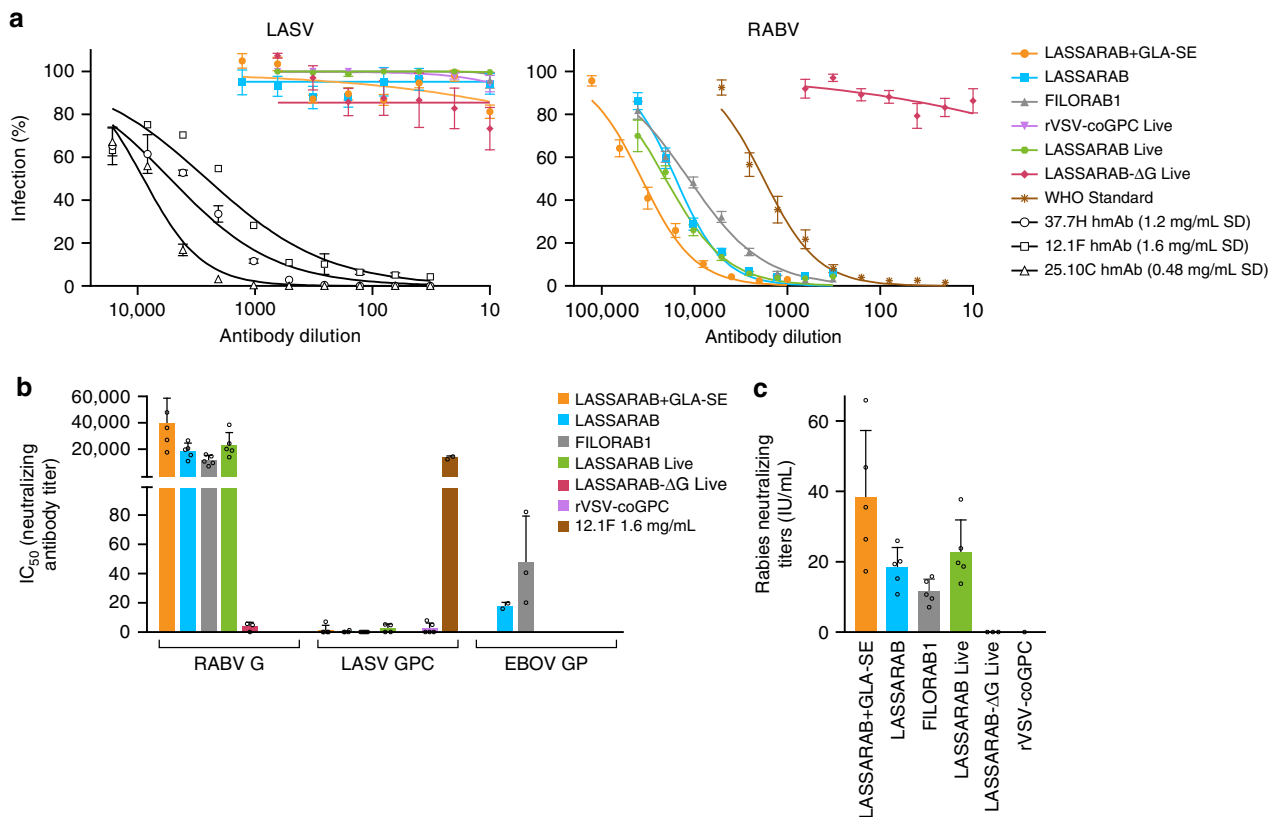 a
LASV
RABV
100
80
60
40
20
0
Infection (%)
10,000
1000
100
10
Antibody dilution
100,000
10,000
1000
100
10
Antibody dilution
LASSARAB+GLA-SE
LASSARAB
FILORAB1
rVSV-coGPC Live
LASSARAB Live
LASSARAB-ΔG Live
WHO Standard
37.7H hmAb (1.2 mg/mL SD)
12.1F hmAb (1.6 mg/mL SD)
25.10C hmAb (0.48 mg/mL SD)
b
60,000
40,000
20,000
80
60
40
20
0
IC50 (neutralizing
antibody titer)
RABV G
LASV GPC
EBOV GP
LASSARAB+GLA-SE
LASSARAB
FILORAB1
LASSARAB Live
LASSARAB-ΔG Live
rVSV-coGPC
12.1F 1.6 mg/mL
c
60
40
20
0
Rabies neutralizing
titers (IU/mL)
LASSARAB+GLA-SE
LASSARAB
FILORAB1
LASSARAB Live
LASSARAB-ΔG Live
rVSV-coGPC